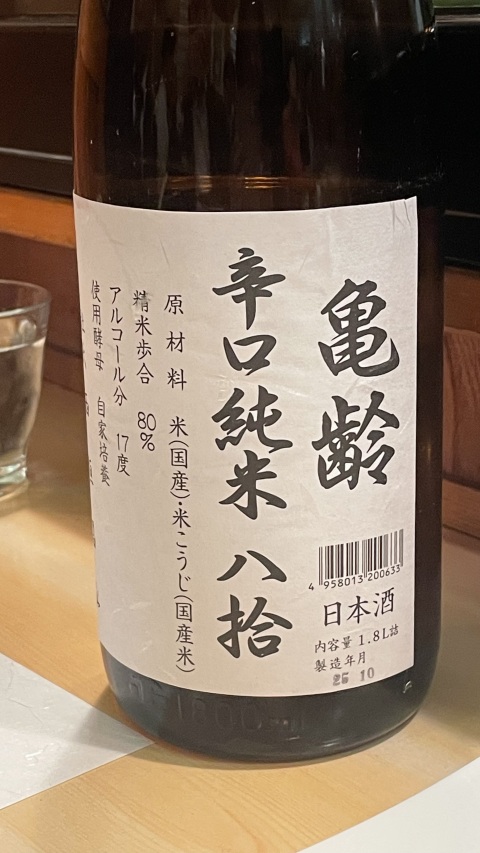 亀齢
辛口純米 八拾
4 958013 200633
日本酒
内容量 1.8L詰
製造年月
25 10
原材料 米(国産)・米こうじ(国産米)
精米歩合 80%
アルコール分 17度
使用酵母 自家培養